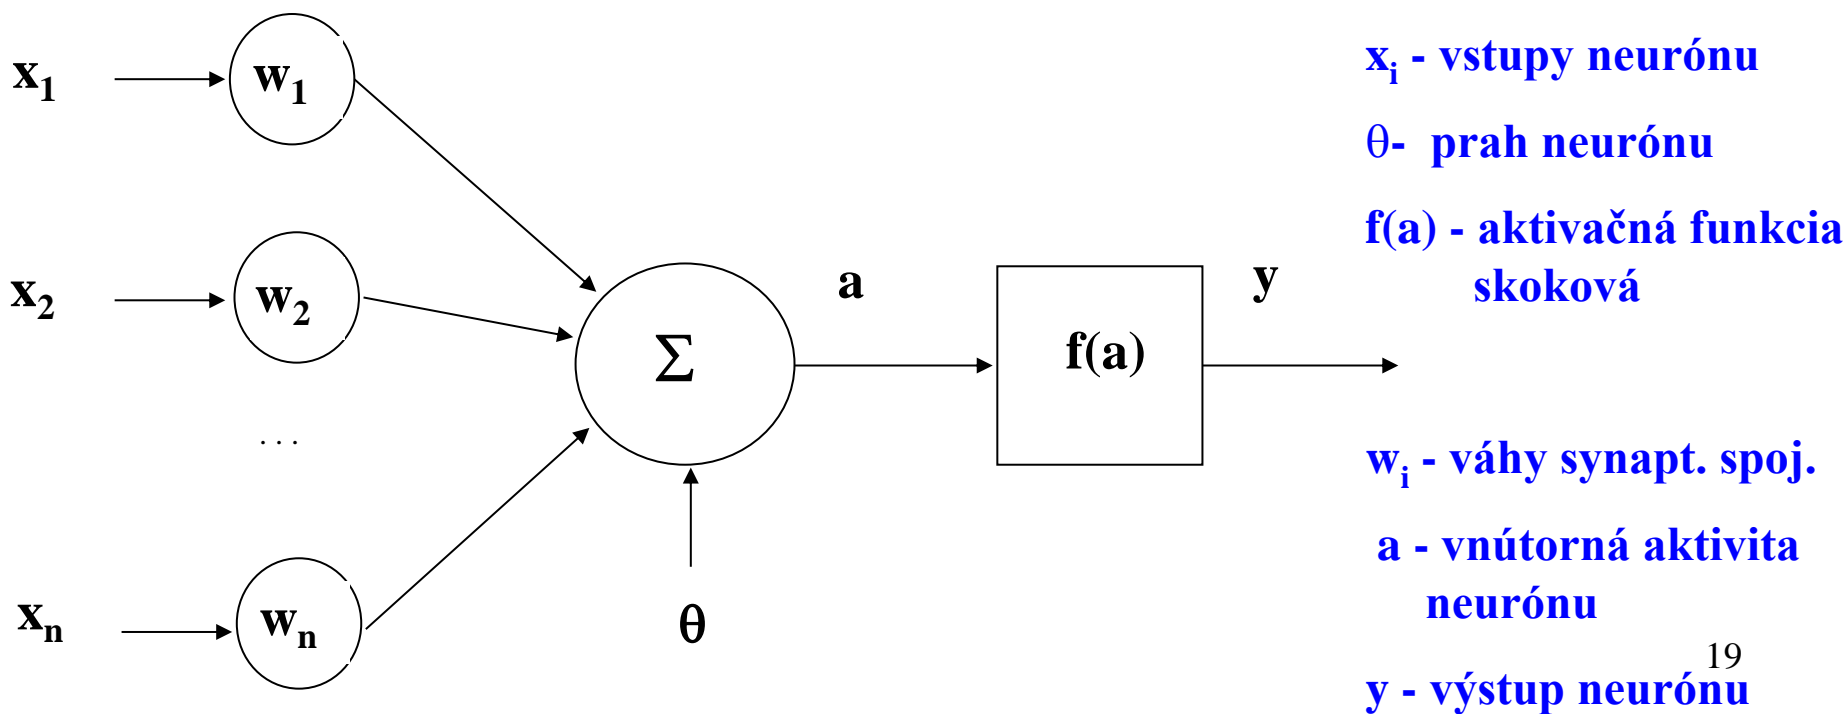 x₁
w₁
x₂
w₂
. . .
xₙ
wₙ
Σ
θ
a
f(a)
y
xᵢ - vstupy neurónu
θ- prah neurónu
f(a) - aktivačná funkcia
skoková
wᵢ - váhy synapt. spoj.
a - vnútorná aktivita
neurónu
19
y - výstup neurónu